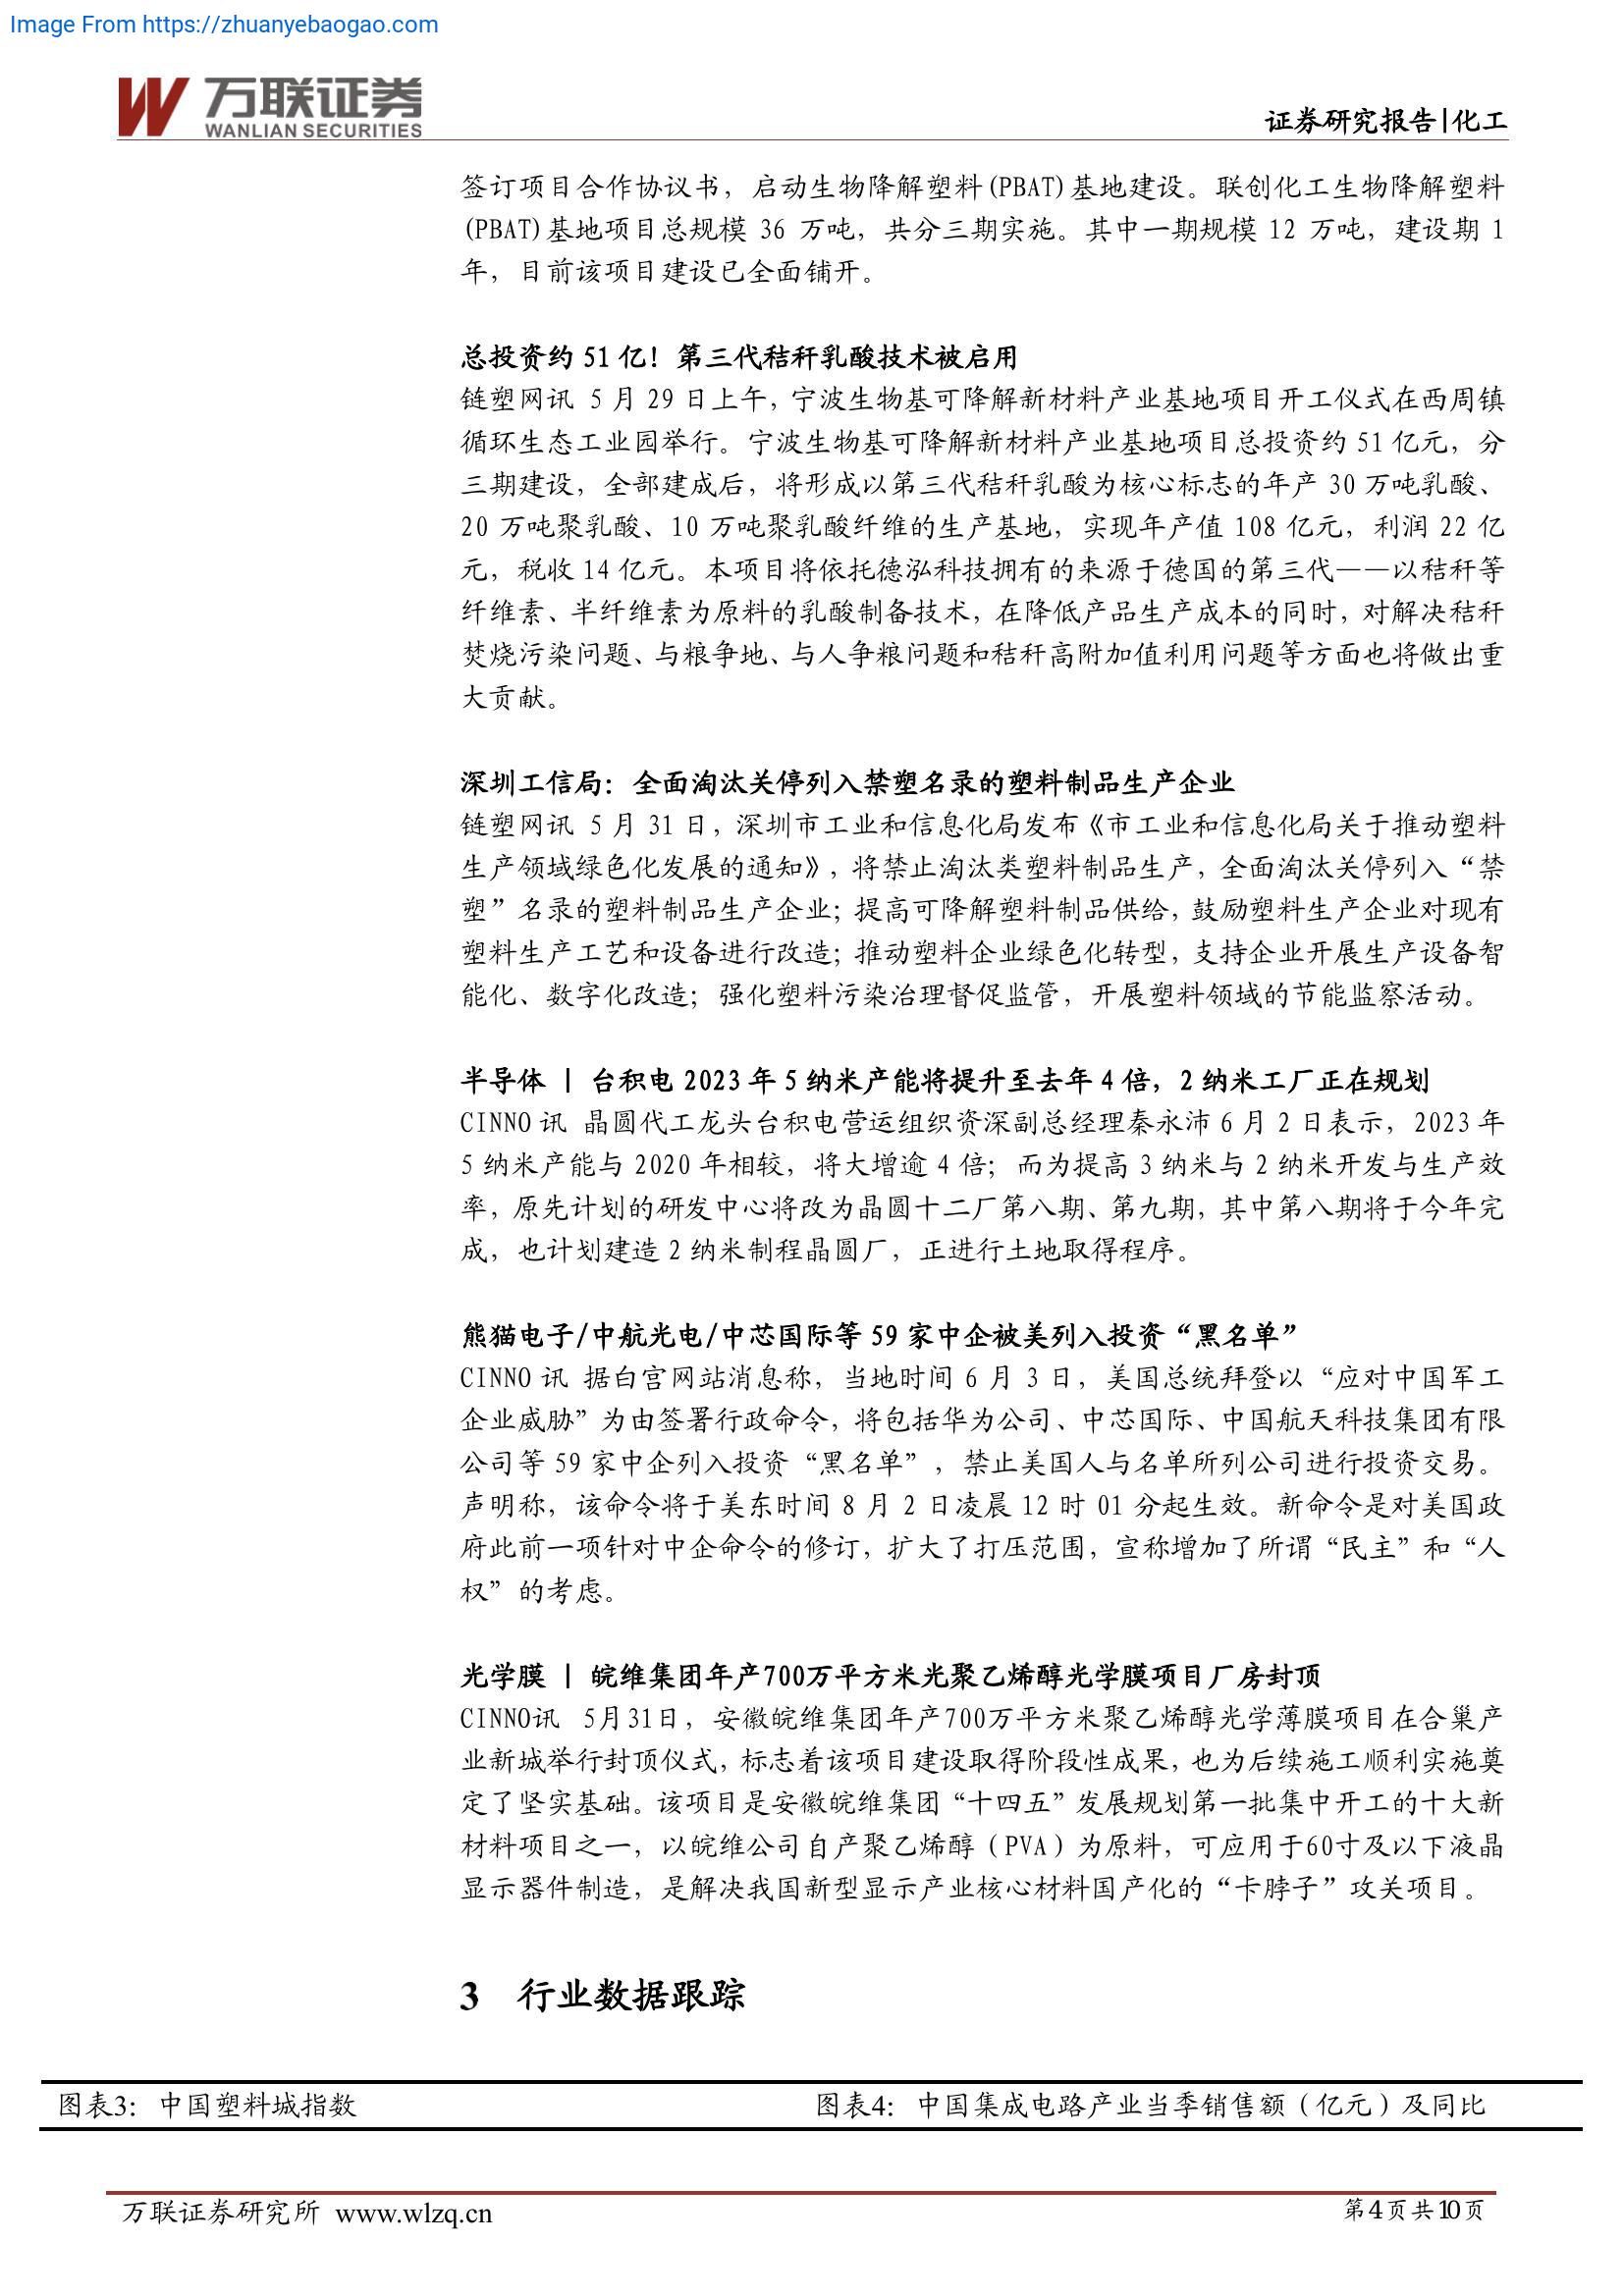 Image From https://zhuanyebaogao.com
万联证券
WANLIAN SECURITIES
证券研究报告|化工
签订项目合作协议书，启动生物降解塑料(PBAT)基地建设。联创化工生物降解塑料
(PBAT)基地项目总规模 36 万吨，共分三期实施。其中一期规模 12 万吨，建设期 1
年，目前该项目建设已全面铺开。
总投资约 51 亿！第三代秸秆乳酸技术被启用
链塑网讯 5 月 29 日上午，宁波生物基可降解新材料产业基地项目开工仪式在西周镇
循环生态工业园举行。宁波生物基可降解新材料产业基地项目总投资约 51 亿元，分
三期建设，全部建成后，将形成以第三代秸秆乳酸为核心标志的年产 30 万吨乳酸、
20 万吨聚乳酸、10 万吨聚乳酸纤维的生产基地，实现年产值 108 亿元，利润 22 亿
元，税收 14 亿元。本项目将依托德泓科技拥有的来源于德国的第三代——以秸秆等
纤维素、半纤维素为原料的乳酸制备技术，在降低产品生产成本的同时，对解决秸秆
焚烧污染问题、与粮争地、与人争粮问题和秸秆高附加值利用问题等方面也将做出重
大贡献。
深圳工信局：全面淘汰关停列入禁塑名录的塑料制品生产企业
链塑网讯 5 月 31 日，深圳市工业和信息化局发布《市工业和信息化局关于推动塑料
生产领域绿色化发展的通知》，将禁止淘汰类塑料制品生产，全面淘汰关停列入“禁
塑”名录的塑料制品生产企业；提高可降解塑料制品供给，鼓励塑料生产企业对现有
塑料生产工艺和设备进行改造；推动塑料企业绿色化转型，支持企业开展生产设备智
能化、数字化改造；强化塑料污染治理督促监管，开展塑料领域的节能监察活动。
半导体 | 台积电 2023 年 5 纳米产能将提升至去年 4 倍，2 纳米工厂正在规划
CINNO 讯 晶圆代工龙头台积电营运组织资深副总经理秦永沛 6 月 2 日表示，2023 年
5 纳米产能与 2020 年相较，将大增逾 4 倍；而为提高 3 纳米与 2 纳米开发与生产效
率，原先计划的研发中心将改为晶圆十二厂第八期、第九期，其中第八期将于今年完
成，也计划建造 2 纳米制程晶圆厂，正进行土地取得程序。
熊猫电子/中航光电/中芯国际等 59 家中企被美列入投资“黑名单”
CINNO 讯 据白宫网站消息称，当地时间 6 月 3 日，美国总统拜登以“应对中国军工
企业威胁”为由签署行政命令，将包括华为公司、中芯国际、中国航天科技集团有限
公司等 59 家中企列入投资“黑名单”，禁止美国人与名单所列公司进行投资交易。
声明称，该命令将于美东时间 8 月 2 日凌晨 12 时 01 分起生效。新命令是对美国政
府此前一项针对中企命令的修订，扩大了打压范围，宣称增加了所谓“民主”和“人
权”的考虑。
光学膜 | 皖维集团年产700万平方米光聚乙烯醇光学膜项目厂房封顶
CINNO讯 5月31日，安徽皖维集团年产700万平方米聚乙烯醇光学薄膜项目在合巢产
业新城举行封顶仪式，标志着该项目建设取得阶段性成果，也为后续施工顺利实施奠
定了坚实基础。该项目是安徽皖维集团“十四五”发展规划第一批集中开工的十大新
材料项目之一，以皖维公司自产聚乙烯醇（PVA）为原料，可应用于60寸及以下液晶
显示器件制造，是解决我国新型显示产业核心材料国产化的“卡脖子”攻关项目。
3 行业数据跟踪
图表3：中国塑料城指数
图表4：中国集成电路产业当季销售额（亿元）及同比
万联证券研究所 www.wlzq.cn
第4页共10页